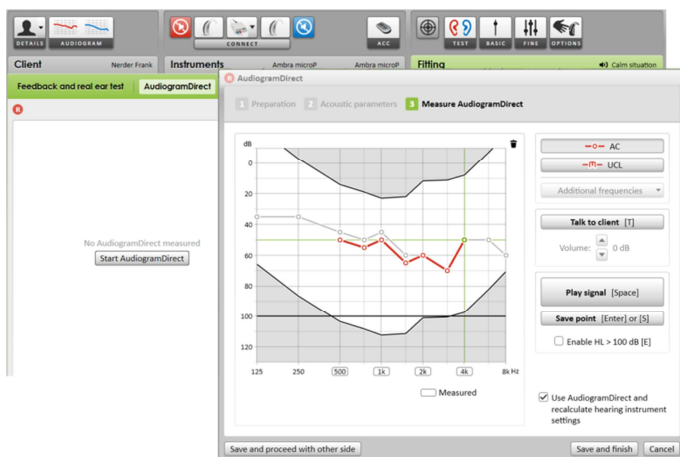 DETAILS AUDIOGRAM CONNECT ACC TEST BASIC FINE OPTIONS
Client Nerder Frank Instruments Ambra microP Ambra microP Fitting Calm situation
Feedback and real ear test AudiogramDirect
R AudiogramDirect
1 Preparation 2 Acoustic parameters 3 Measure AudiogramDirect
R
No AudiogramDirect measured
Start AudiogramDirect
dB
0
20
40
60
80
100
120
125 250 500 1k 2k 4k 8k Hz
Measured
AC
UCL
Additional frequencies
Talk to client [T]
Volume: 0 dB
Play signal [Space]
Save point [Enter] or [S]
Enable HL > 100 dB [E]
Use AudiogramDirect and
recalculate hearing instrument
settings
Save and proceed with other side Save and finish Cancel